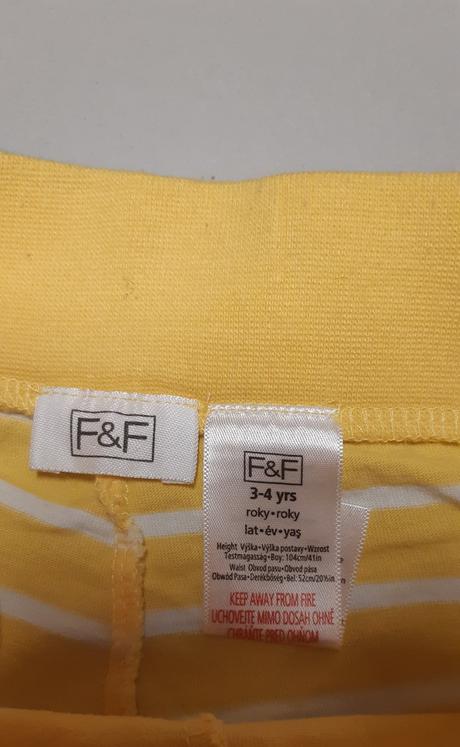 F&F
F&F
3-4 yrs
roky•roky
lat•év•yaş
Height Výška•Výška postavy•Wzrost
Testmagasság•Boy: 104cm/41in
Waist Obvod pasu•Obvod pása
Obwód Pasa•Derékbőség•Bel: 52cm/20½in
KEEP AWAY FROM FIRE
UCHOVEJTE MIMO DOSAH OHNĚ
CHRÁŇTE PRED OHŇOM